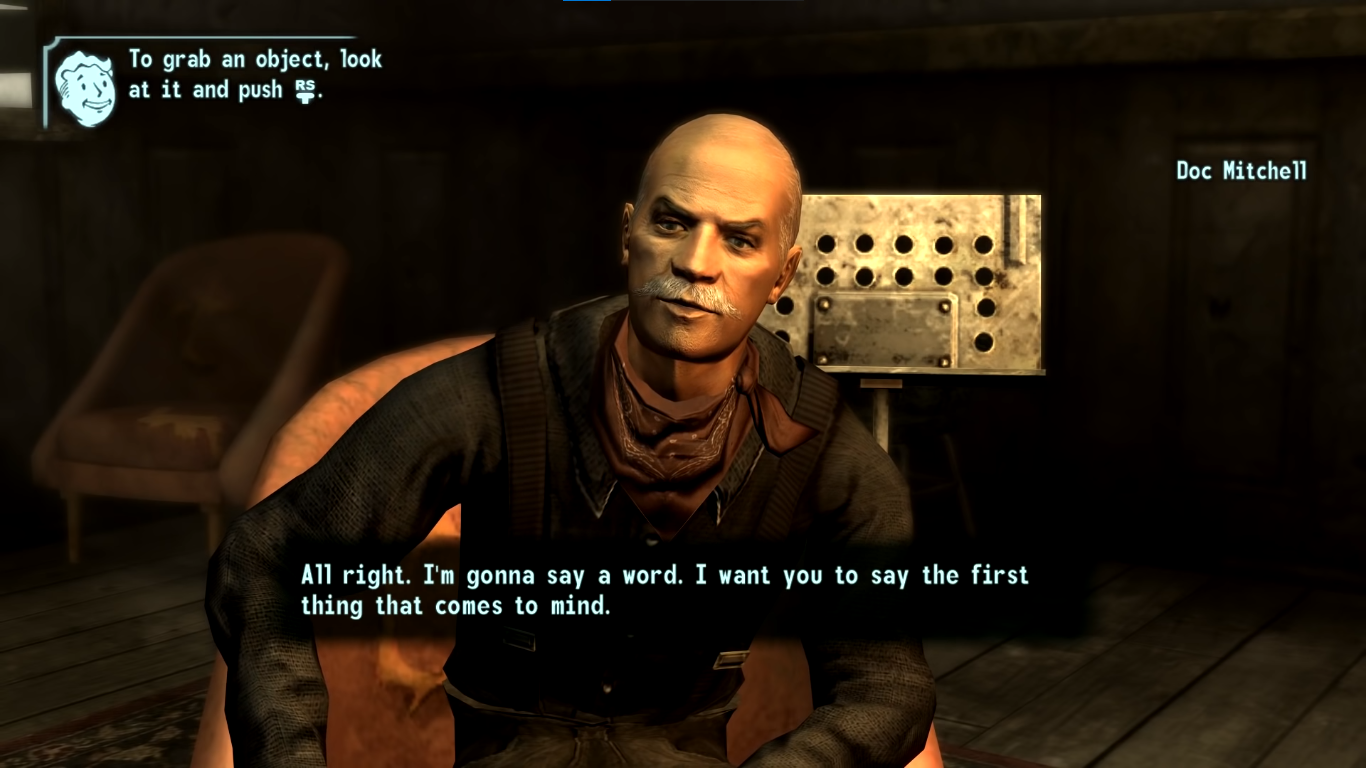 To grab an object, look
at it and push RS.
Doc Mitchell
All right. I'm gonna say a word. I want you to say the first
thing that comes to mind.